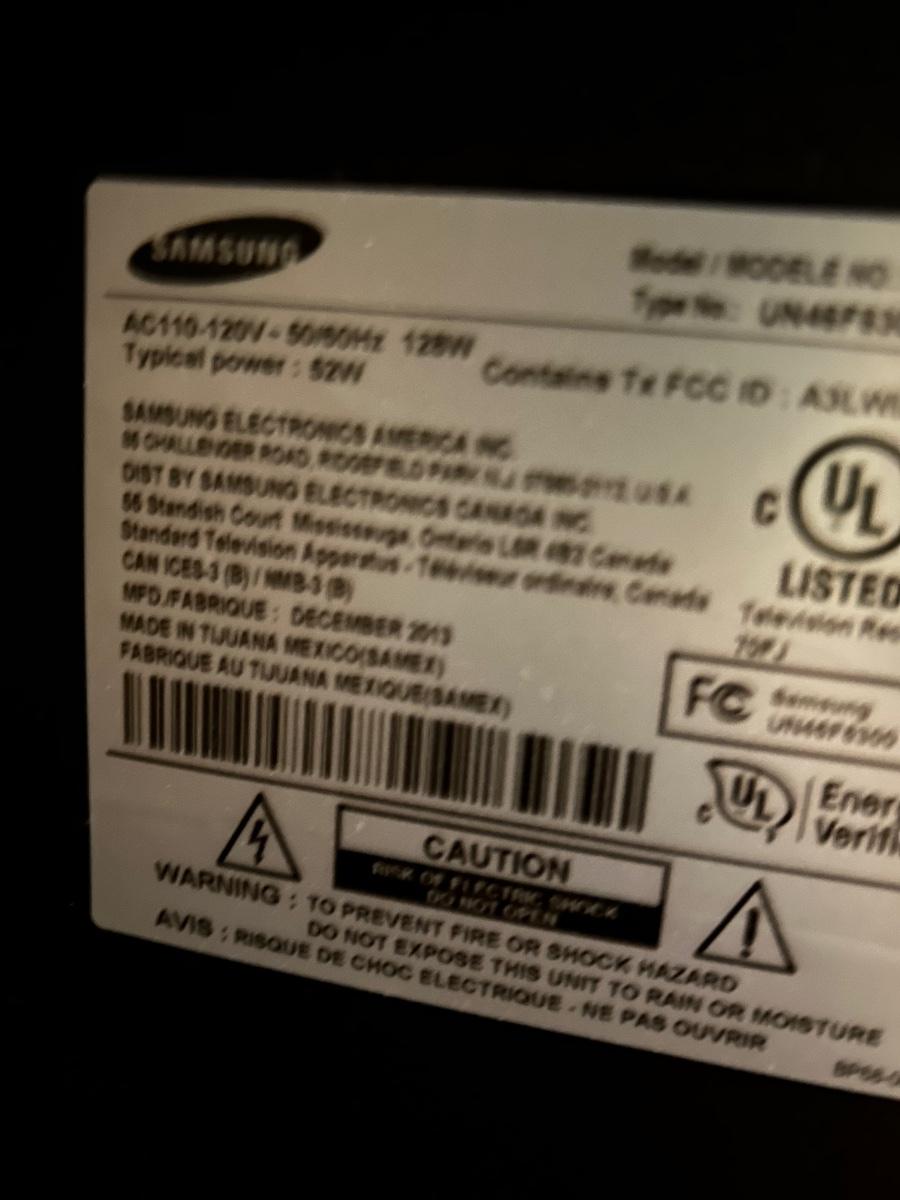 SAMSUNG
Model / MODELE NO
Type No : UN46F630
AC110-120V~50/60Hz 128W
Typical power : 52W
Contains Tx FCC ID : A3LWI
SAMSUNG ELECTRONICS AMERICA INC.
85 CHALLENGER ROAD, RIDGEFIELD PARK N.J. 07660-2112, U.S.A
DIST BY SAMSUNG ELECTRONICS CANADA INC.
55 Standish Court Mississauga, Ontario L5R 4B2 Canada
Standard Television Apparatus - Téléviseur ordinaire, Canada
CAN ICES-3 (B) / NMB-3 (B)
MFD./FABRIQUE : DECEMBER 2013
MADE IN TIJUANA MEXICO(SAMEX)
FABRIQUE AU TIJUANA MEXIQUE(SAMEX)
C UL
LISTED
Television Rec
70FJ
FC Samsung
UN46F6300
c UL Ener
Verifi
CAUTION
RISK OF ELECTRIC SHOCK
DO NOT OPEN
WARNING : TO PREVENT FIRE OR SHOCK HAZARD
DO NOT EXPOSE THIS UNIT TO RAIN OR MOISTURE
AVIS : RISQUE DE CHOC ELECTRIQUE - NE PAS OUVRIR